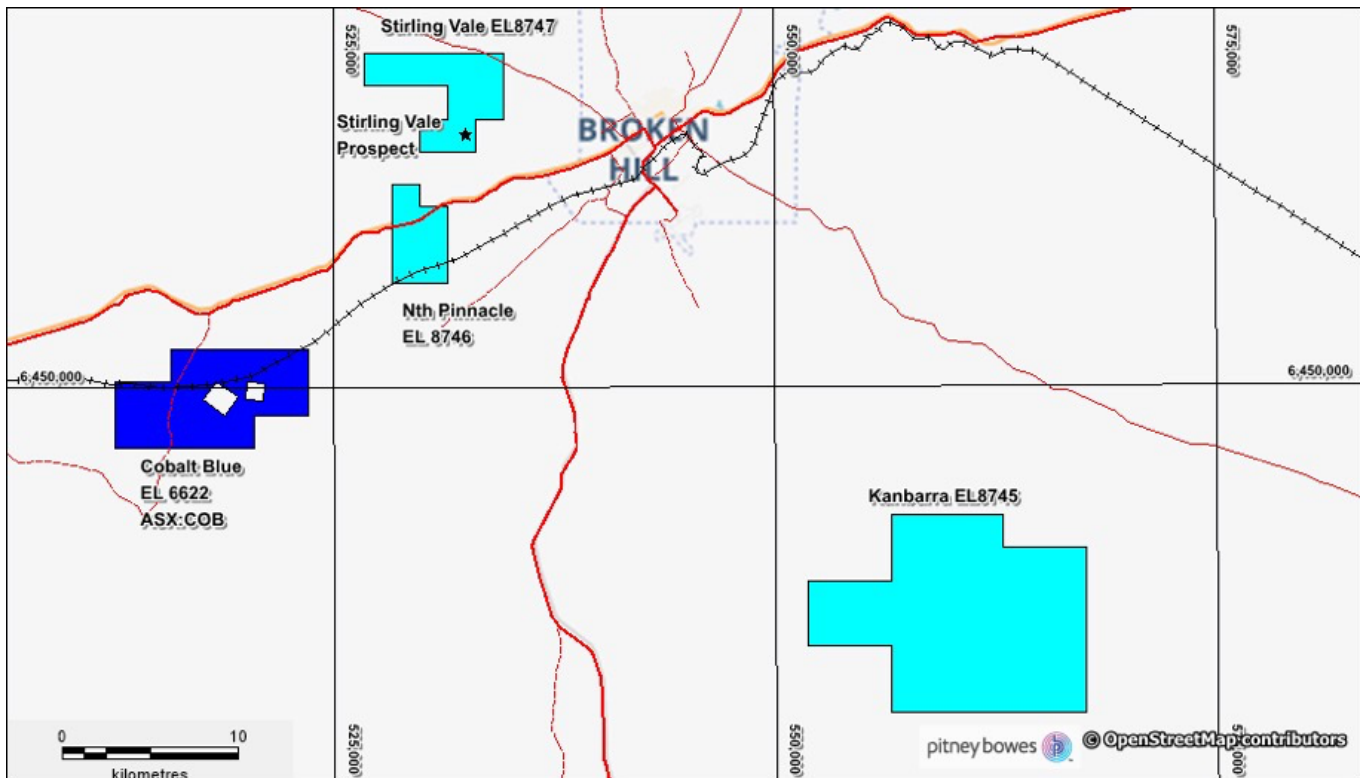 Stirling Vale EL8747
525,000
550,000
575,000
Stirling Vale
Prospect
BROKEN
HILL
Nth Pinnacle
EL 8746
6,450,000
6,450,000
Cobalt Blue
EL 6622
ASX:COB
Kanbarra EL8745
0 10
kilometres
525,000
550,000
pitney bowes
© OpenStreetMap contributors